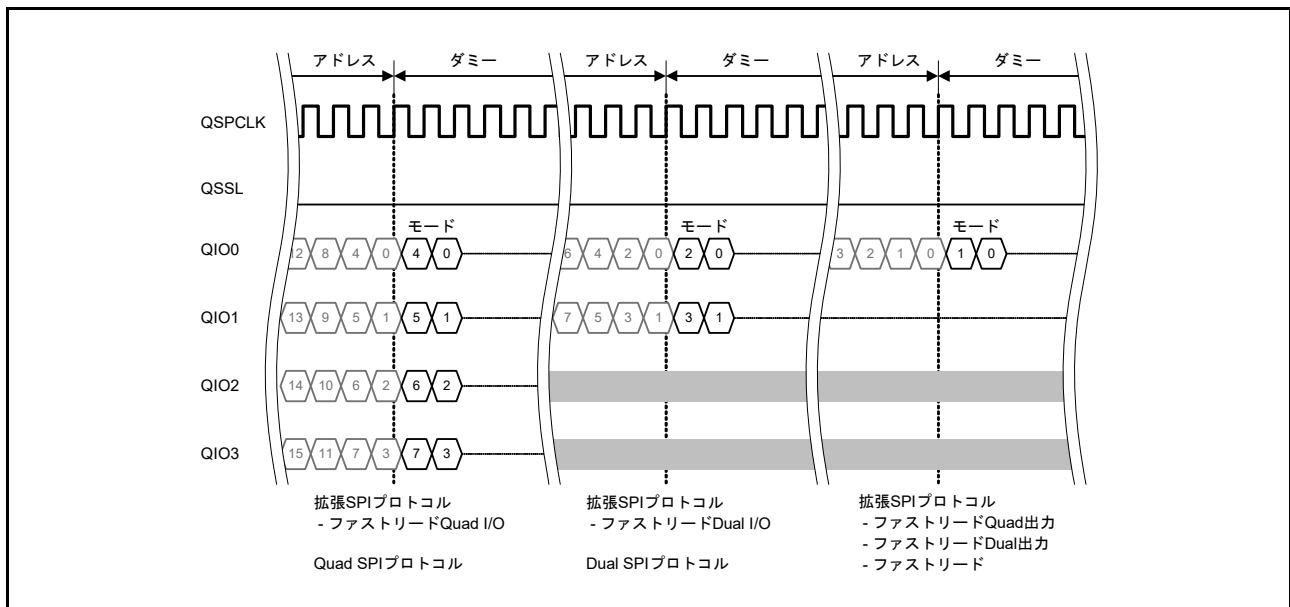 アドレス ダミー アドレス ダミー アドレス ダミー
QSPCLK
QSSL
モード モード モード
QIO0 12 8 4 0 4 0 6 4 2 0 2 0 3 2 1 0 1 0
QIO1 13 9 5 1 5 1 7 5 3 1 3 1
QIO2 14 10 6 2 6 2
QIO3 15 11 7 3 7 3
拡張SPIプロトコル
- ファストリードQuad I/O
Quad SPIプロトコル
拡張SPIプロトコル
- ファストリードDual I/O
Dual SPIプロトコル
拡張SPIプロトコル
- ファストリードQuad出力
- ファストリードDual出力
- ファストリード